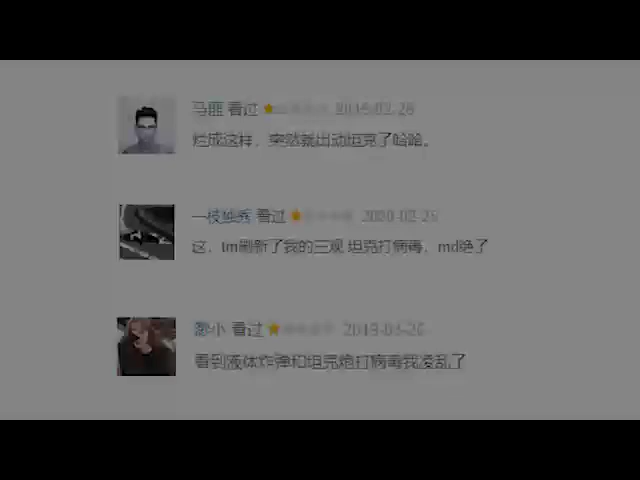 看过 2019-02-26
烂成这样，突然就出动坦克了哈哈。
一枝独秀 看过 2020-02-25
这，tm刷新了我的三观 坦克打病毒，md绝了
小 看过 2019-03-26
看到液体炸弹和坦克炮打病毒我凌乱了